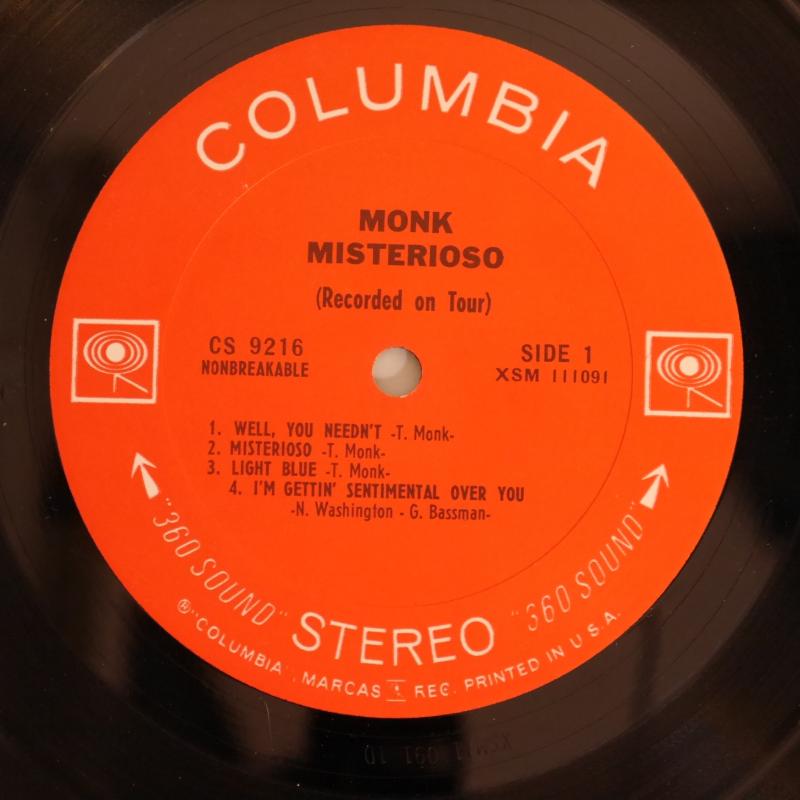 COLUMBIA
MONK
MISTERIOSO
(Recorded on Tour)
CS 9216
NONBREAKABLE
SIDE 1
XSM 111091
1. WELL, YOU NEEDN'T -T. Monk-
2. MISTERIOSO -T. Monk-
3. LIGHT BLUE -T. Monk-
4. I'M GETTIN' SENTIMENTAL OVER YOU
-N. Washington - G. Bassman-
"360 SOUND" STEREO "360 SOUND"
® "COLUMBIA", MARCAS REG. PRINTED IN U.S.A.